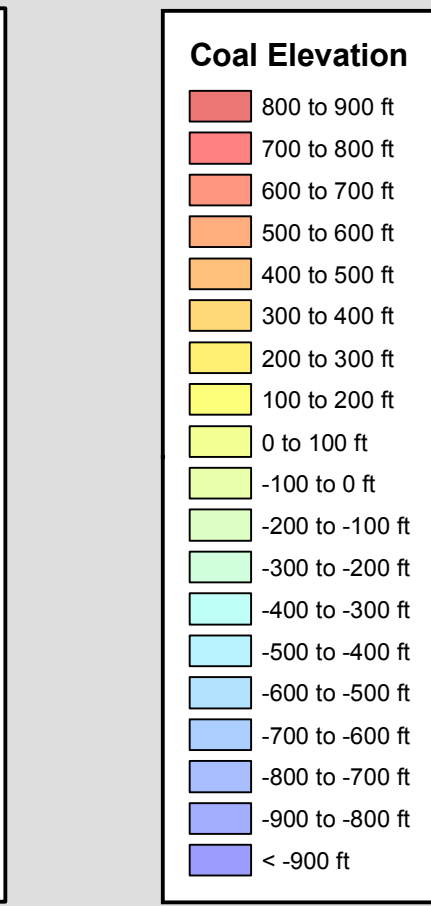 Coal Elevation
800 to 900 ft
700 to 800 ft
600 to 700 ft
500 to 600 ft
400 to 500 ft
300 to 400 ft
200 to 300 ft
100 to 200 ft
0 to 100 ft
-100 to 0 ft
-200 to -100 ft
-300 to -200 ft
-400 to -300 ft
-500 to -400 ft
-600 to -500 ft
-700 to -600 ft
-800 to -700 ft
-900 to -800 ft
< -900 ft